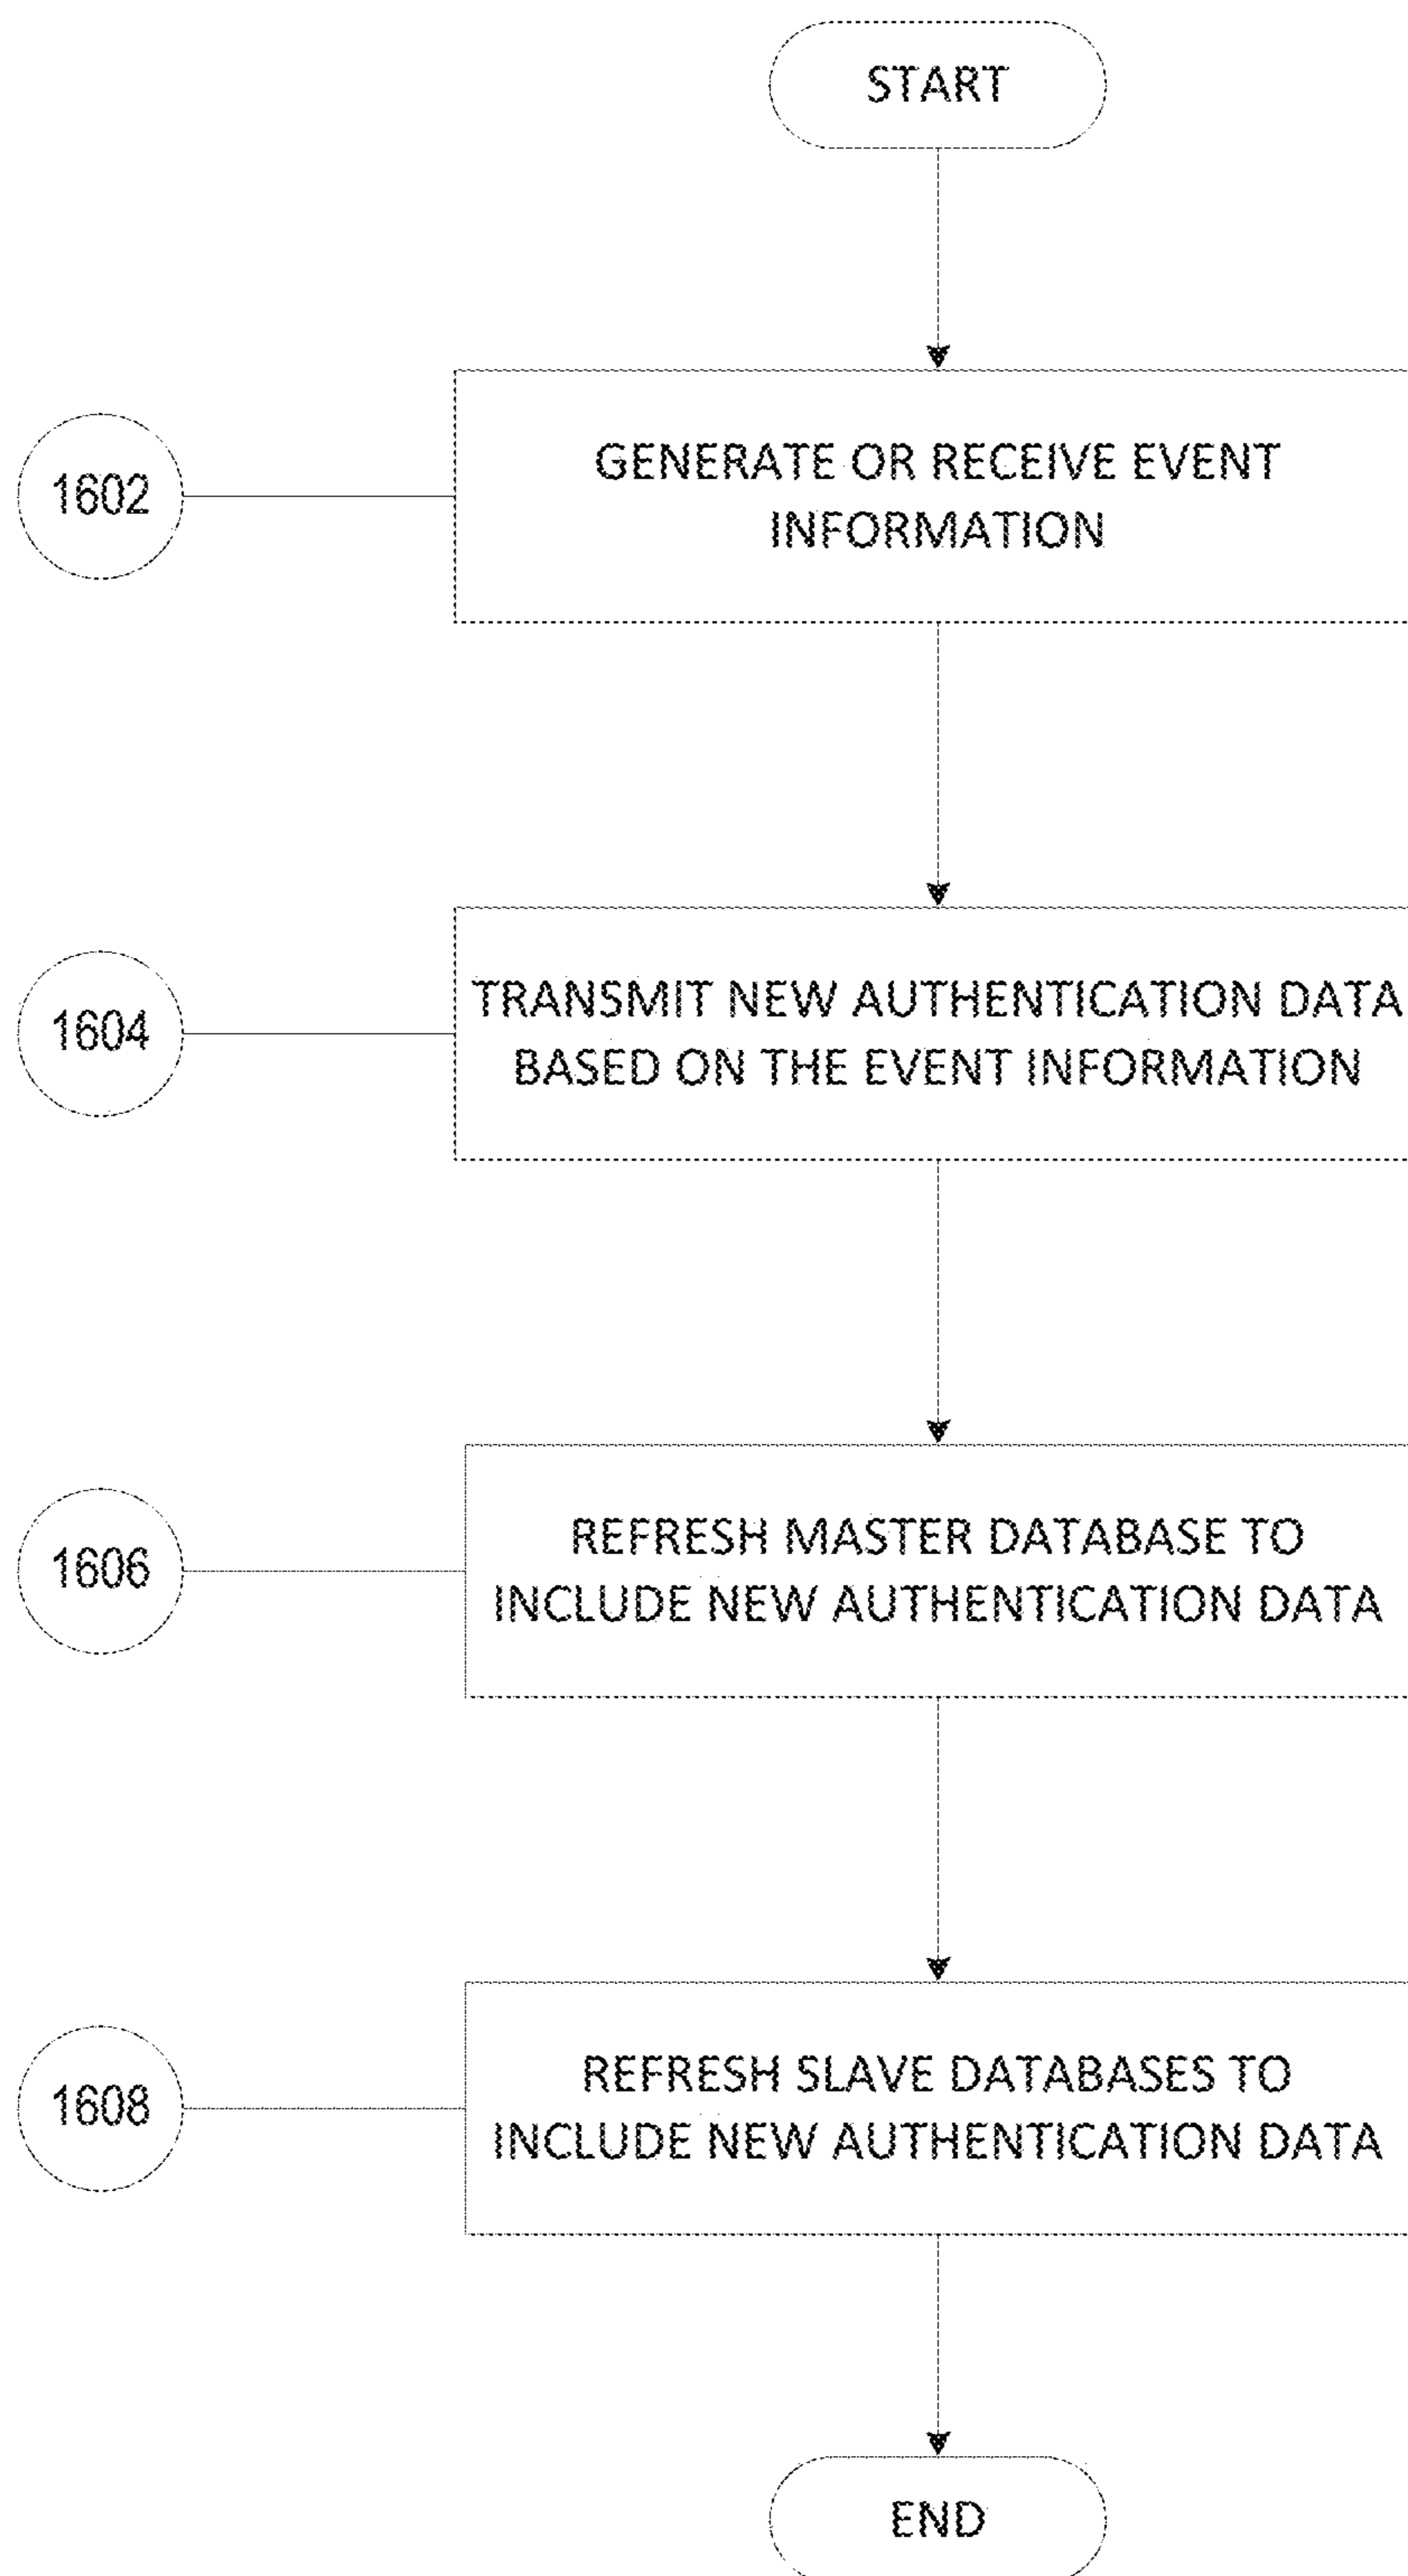 START
1602
GENERATE OR RECEIVE EVENT
INFORMATION
1604
TRANSMIT NEW AUTHENTICATION DATA
BASED ON THE EVENT INFORMATION
1606
REFRESH MASTER DATABASE TO
INCLUDE NEW AUTHENTICATION DATA
1608
REFRESH SLAVE DATABASES TO
INCLUDE NEW AUTHENTICATION DATA
END